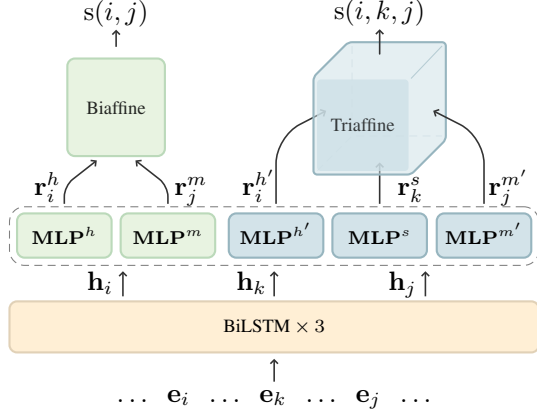 s(i, j) s(i, k, j)
Biaffine Triaffine
r_i^h r_j^m r_i^{h'} r_k^s r_j^{m'}
MLP^h MLP^m MLP^{h'} MLP^s MLP^{m'}
h_i h_k h_j
BiLSTM × 3
... e_i ... e_k ... e_j ...